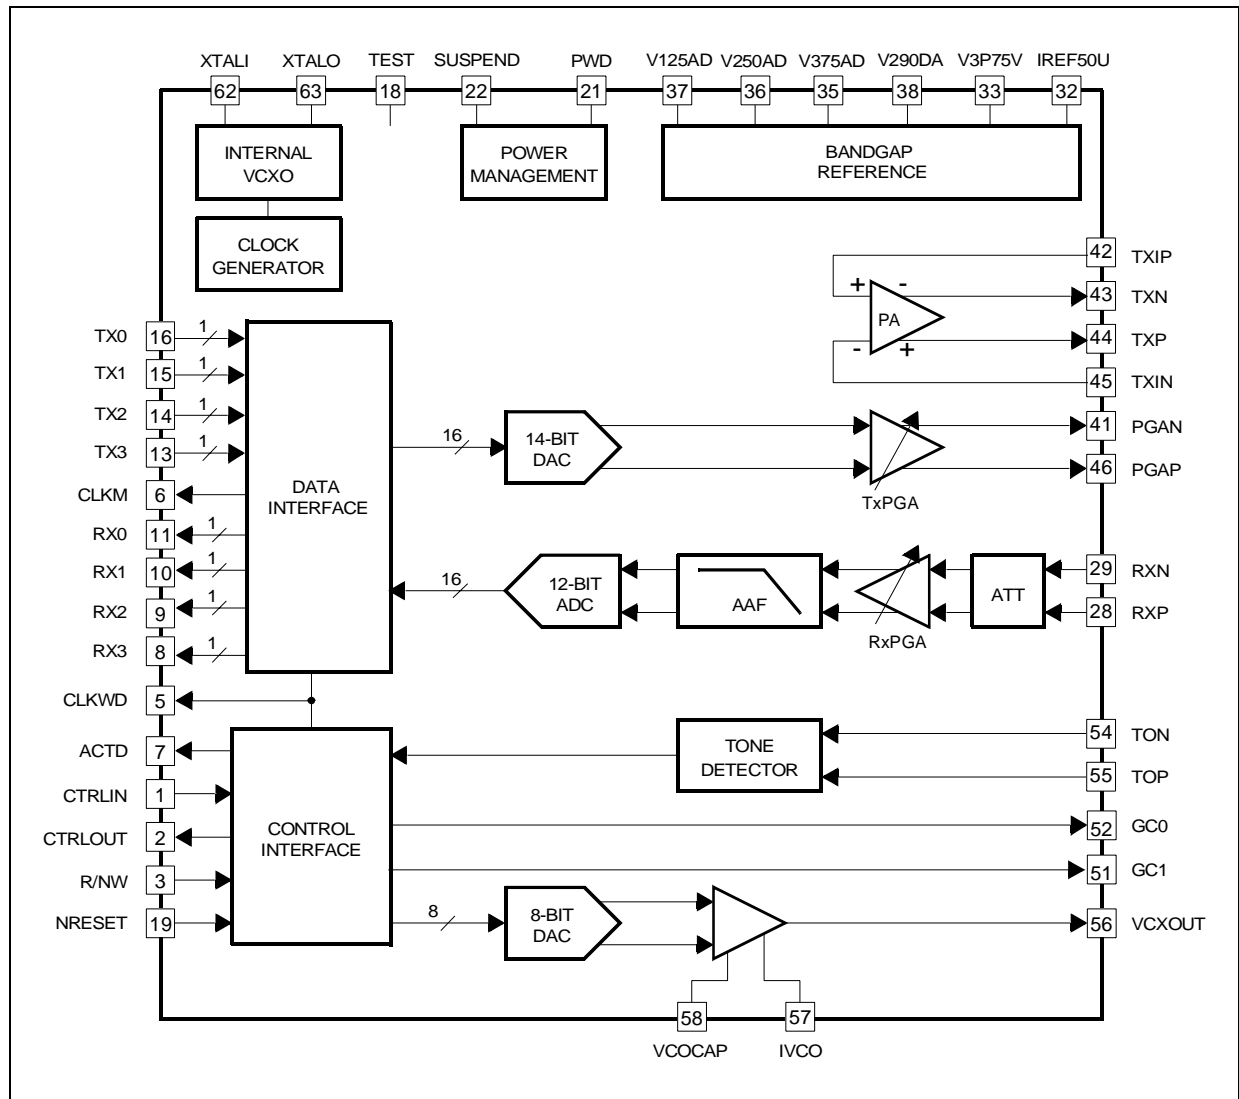 XTALI XTALO TEST SUSPEND PWD V125AD V250AD V375AD V290DA V3P75V IREF50U
62 63 18 22 21 37 36 35 38 33 32
INTERNAL
VCXO
POWER
MANAGEMENT
BANDGAP
REFERENCE
CLOCK
GENERATOR
42 TXIP
+ -
43 TXN
PA
44 TXP
- +
45 TXIN
TX0 16 1
TX1 15 1
TX2 14 1
TX3 13 1
CLKM 6
RX0 11 1
RX1 10 1
RX2 9 1
RX3 8 1
DATA
INTERFACE
16
14-BIT
DAC
TxPGA
41 PGAN
46 PGAP
16
12-BIT
ADC
AAF
RxPGA
ATT
29 RXN
28 RXP
CLKWD 5
ACTD 7
CTRLIN 1
CTRLOUT 2
R/NW 3
NRESET 19
CONTROL
INTERFACE
TONE
DETECTOR
54 TON
55 TOP
52 GC0
51 GC1
8
8-BIT
DAC
56 VCXOUT
58 57
VCOCAP IVCO